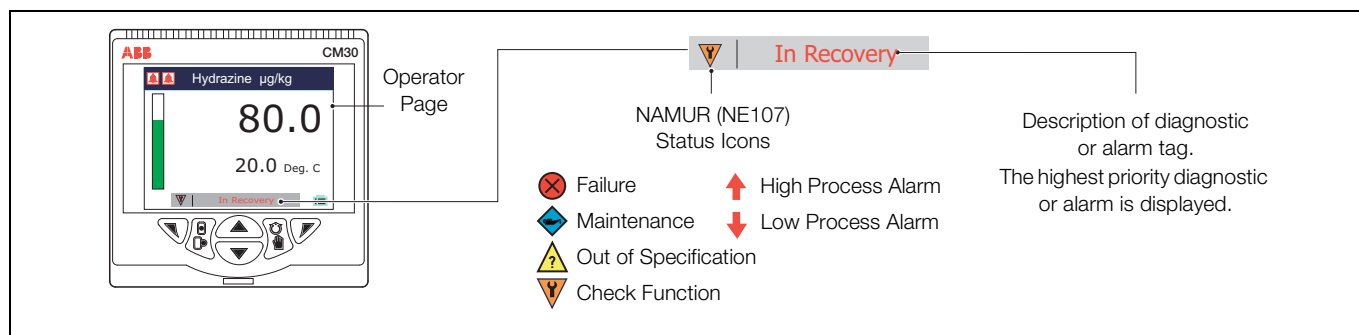 ABB
CM30
Hydrazine µg/kg
80.0
20.0 Deg. C
In Recovery
Operator
Page
In Recovery
NAMUR (NE107)
Status Icons
Failure
Maintenance
? Out of Specification
Check Function
High Process Alarm
Low Process Alarm
Description of diagnostic
or alarm tag.
The highest priority diagnostic
or alarm is displayed.